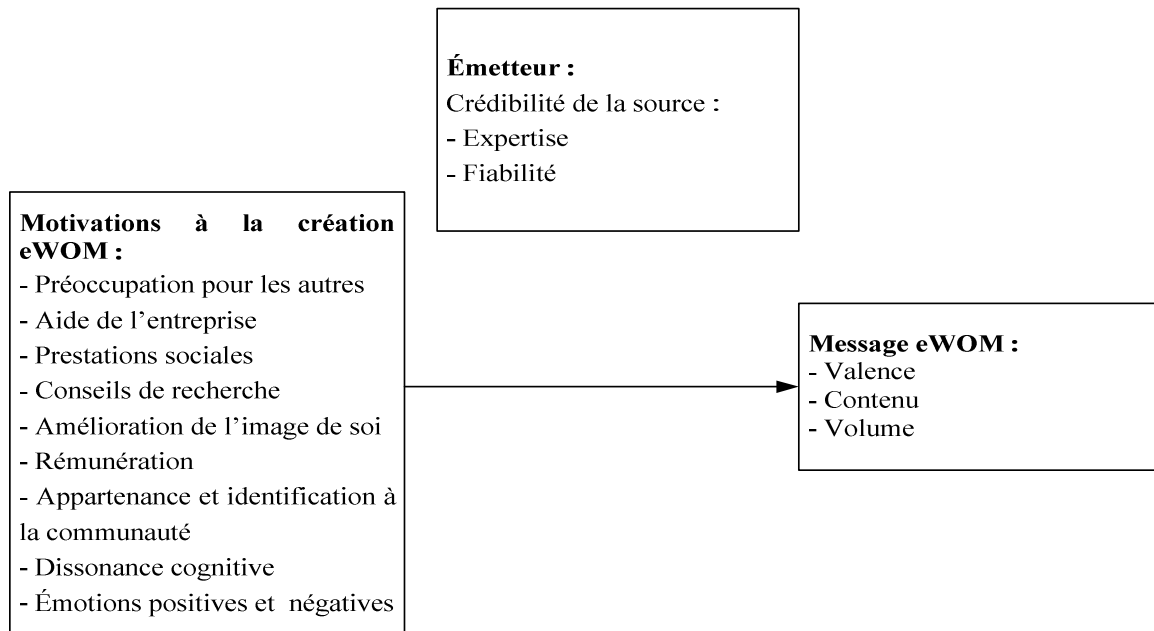 Émetteur :
Crédibilité de la source :
- Expertise
- Fiabilité
Motivations à la création
eWOM :
- Préoccupation pour les autres
- Aide de l’entreprise
- Prestations sociales
- Conseils de recherche
- Amélioration de l’image de soi
- Rémunération
- Appartenance et identification à
la communauté
- Dissonance cognitive
- Émotions positives et négatives
Message eWOM :
- Valence
- Contenu
- Volume